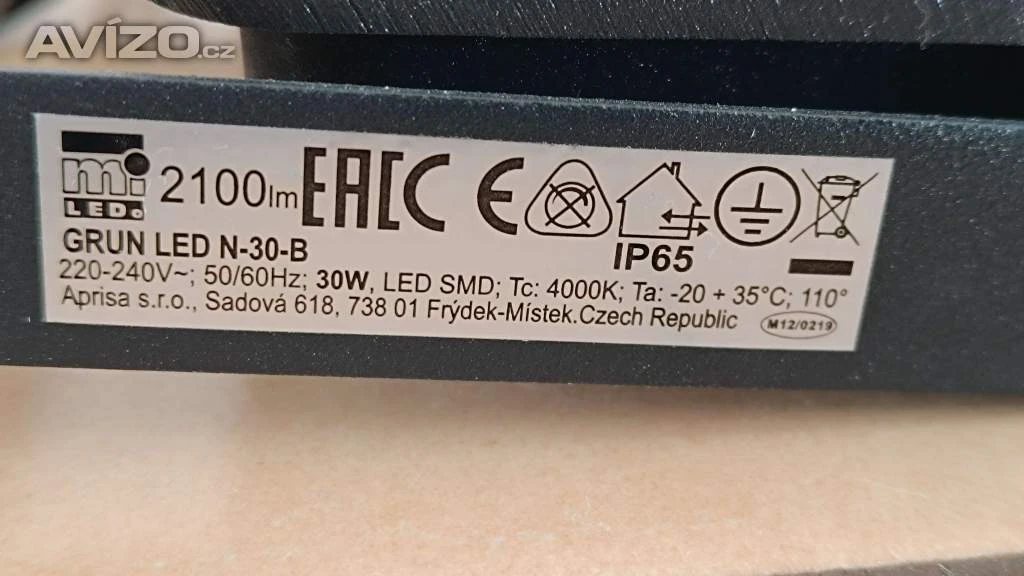 AVÍZO.cz
mi
LED.
2100lm EAC CE
IP65
GRUN LED N-30-B
220-240V~; 50/60Hz; 30W, LED SMD; Tc: 4000K; Ta: -20 + 35°C; 110°
Aprisa s.r.o., Sadová 618, 738 01 Frýdek-Místek.Czech Republic
M12/0219